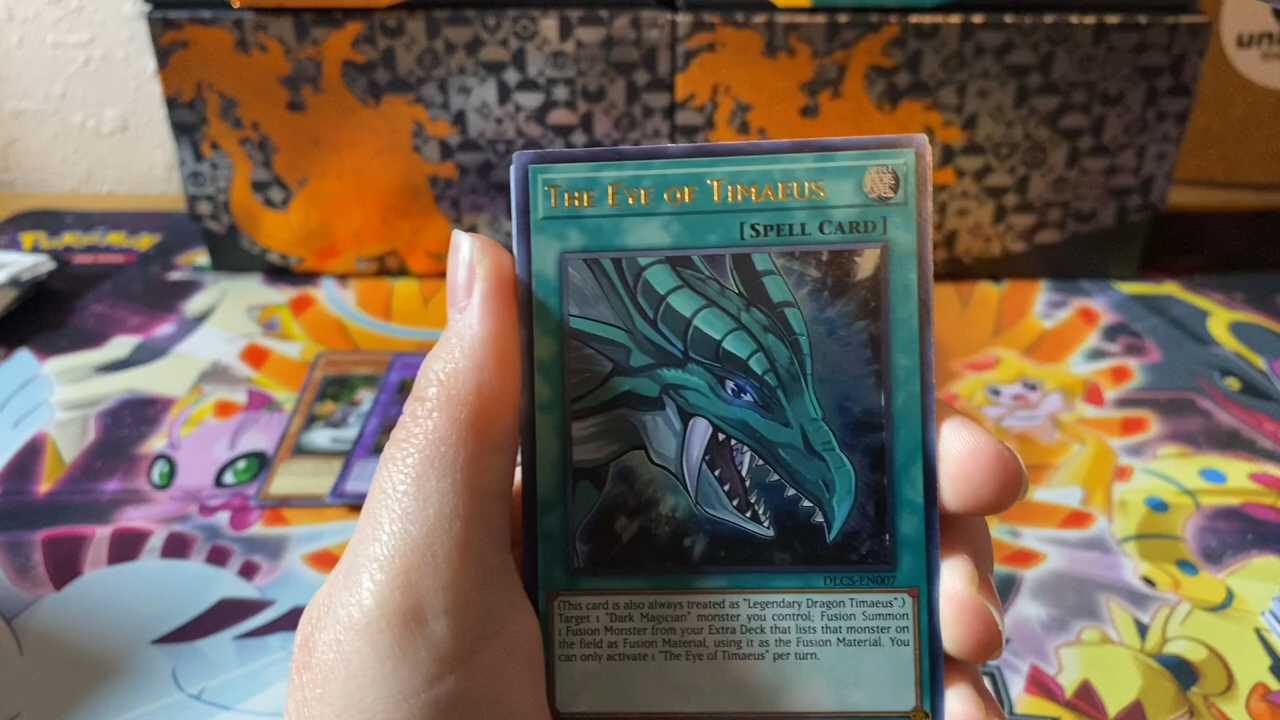 uni
Pokémon
THE EYE OF TIMAEUS
[SPELL CARD]
DLCS-EN007
(This card is also always treated as "Legendary Dragon Timaeus".)
Target 1 "Dark Magician" monster you control; Fusion Summon
1 Fusion Monster from your Extra Deck that lists that monster on
the field as Fusion Material, using it as the Fusion Material. You
can only activate 1 "The Eye of Timaeus" per turn.